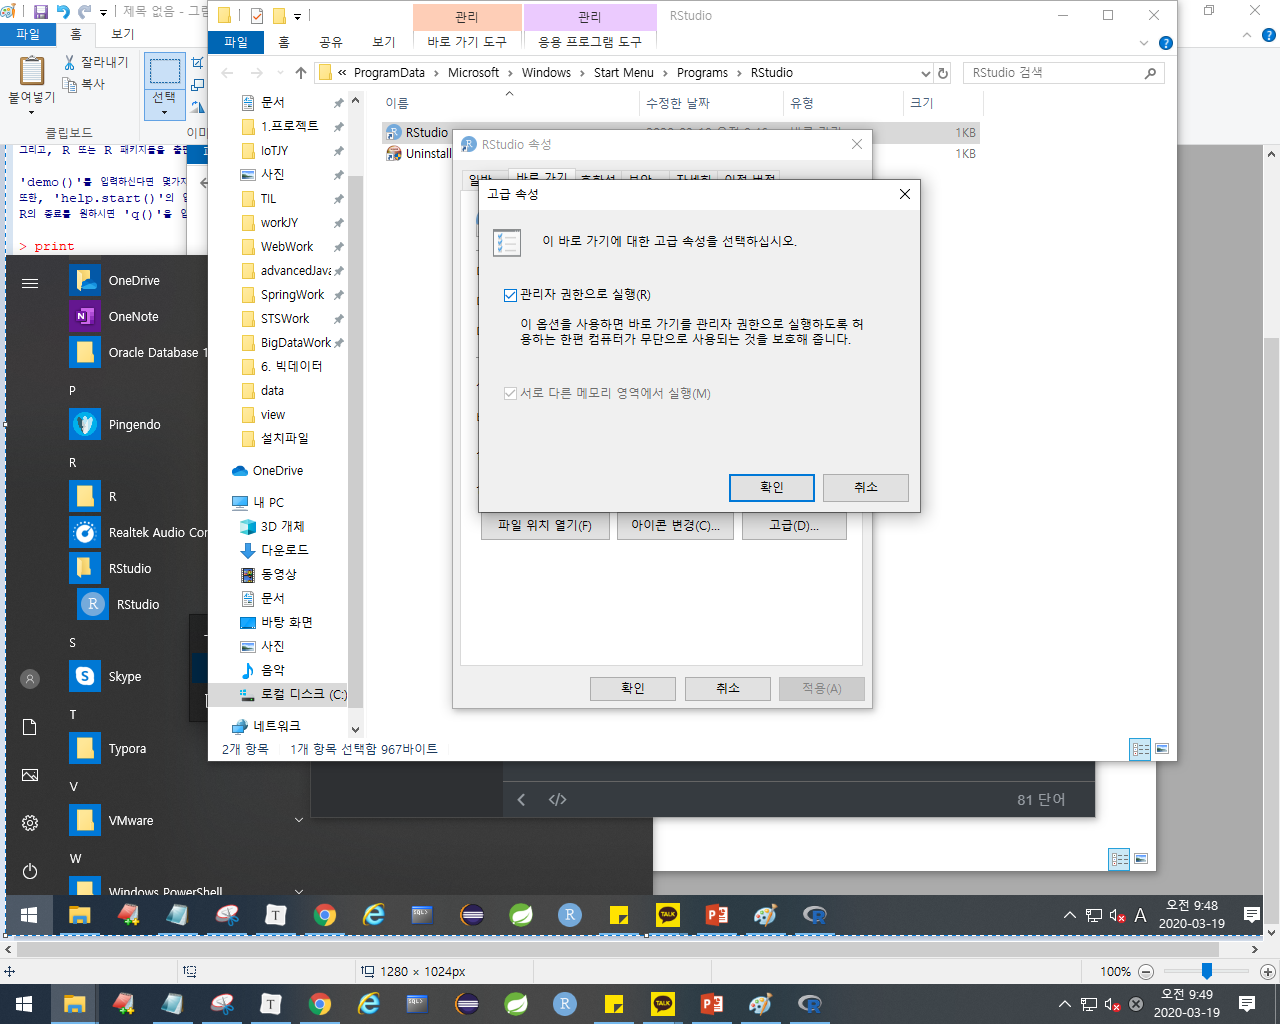 제목 없음 - 그림
파일
홈
보기
붙여넣기
잘라내기
복사
선택
클립보드
그리고, R 또는 R 패키지들을 출판
'demo()'를 입력하신다면 몇가지
또한, 'help.start()'의 입
R의 종료를 원하시면 'q()'을 입
> print
관리
관리
RStudio
파일
홈
공유
보기
바로 가기 도구
응용 프로그램 도구
« ProgramData > Microsoft > Windows > Start Menu > Programs > RStudio
RStudio 검색
이름
수정한 날짜
유형
크기
RStudio
1KB
Uninstall
1KB
문서
1.프로젝트
IoTJY
사진
TIL
workJY
WebWork
advancedJava
SpringWork
STSWork
BigDataWork
6. 빅데이터
data
view
설치파일
OneDrive
내 PC
3D 개체
다운로드
동영상
문서
바탕 화면
사진
음악
로컬 디스크 (C:)
네트워크
2개 항목
1개 항목 선택함 967바이트
RStudio 속성
일반
바로 가기
호환성
보안
자세히
이전 버전
고급 속성
이 바로 가기에 대한 고급 속성을 선택하십시오.
관리자 권한으로 실행(R)
이 옵션을 사용하면 바로 가기를 관리자 권한으로 실행하도록 허
용하는 한편 컴퓨터가 무단으로 사용되는 것을 보호해 줍니다.
서로 다른 메모리 영역에서 실행(M)
확인
취소
파일 위치 열기(F)
아이콘 변경(C)...
고급(D)...
확인
취소
적용(A)
OneDrive
OneNote
Oracle Database 1
P
Pingendo
R
R
Realtek Audio Co
RStudio
RStudio
S
Skype
T
Typora
V
VMware
W
Windows PowerShell
81 단어
A
오전 9:48
2020-03-19
1280 × 1024px
100%
오전 9:49
2020-03-19